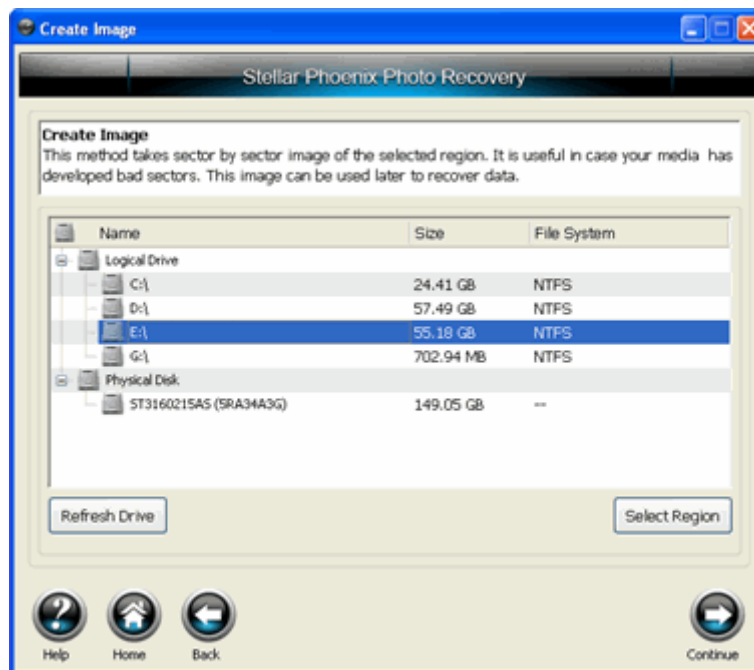 Create Image
Stellar Phoenix Photo Recovery
Create Image
This method takes sector by sector image of the selected region. It is useful in case your media has
developed bad sectors. This image can be used later to recover data.
Name Size File System
Logical Drive
C:\ 24.41 GB NTFS
D:\ 57.49 GB NTFS
E:\ 55.18 GB NTFS
G:\ 702.94 MB NTFS
Physical Disk
ST3160215AS (5RA34A3G) 149.05 GB --
Refresh Drive Select Region
Help Home Back Continue